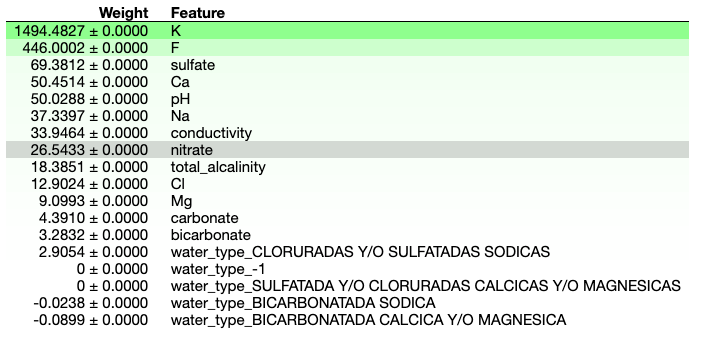 Weight Feature
1494.4827 ± 0.0000 K
446.0002 ± 0.0000 F
69.3812 ± 0.0000 sulfate
50.4514 ± 0.0000 Ca
50.0288 ± 0.0000 pH
37.3397 ± 0.0000 Na
33.9464 ± 0.0000 conductivity
26.5433 ± 0.0000 nitrate
18.3851 ± 0.0000 total_alcalinity
12.9024 ± 0.0000 Cl
9.0993 ± 0.0000 Mg
4.3910 ± 0.0000 carbonate
3.2832 ± 0.0000 bicarbonate
2.9054 ± 0.0000 water_type_CLORURADAS Y/O SULFATADAS SODICAS
0 ± 0.0000 water_type_-1
0 ± 0.0000 water_type_SULFATADA Y/O CLORURADAS CALCICAS Y/O MAGNESICAS
-0.0238 ± 0.0000 water_type_BICARBONATADA SODICA
-0.0899 ± 0.0000 water_type_BICARBONATADA CALCICA Y/O MAGNESICA